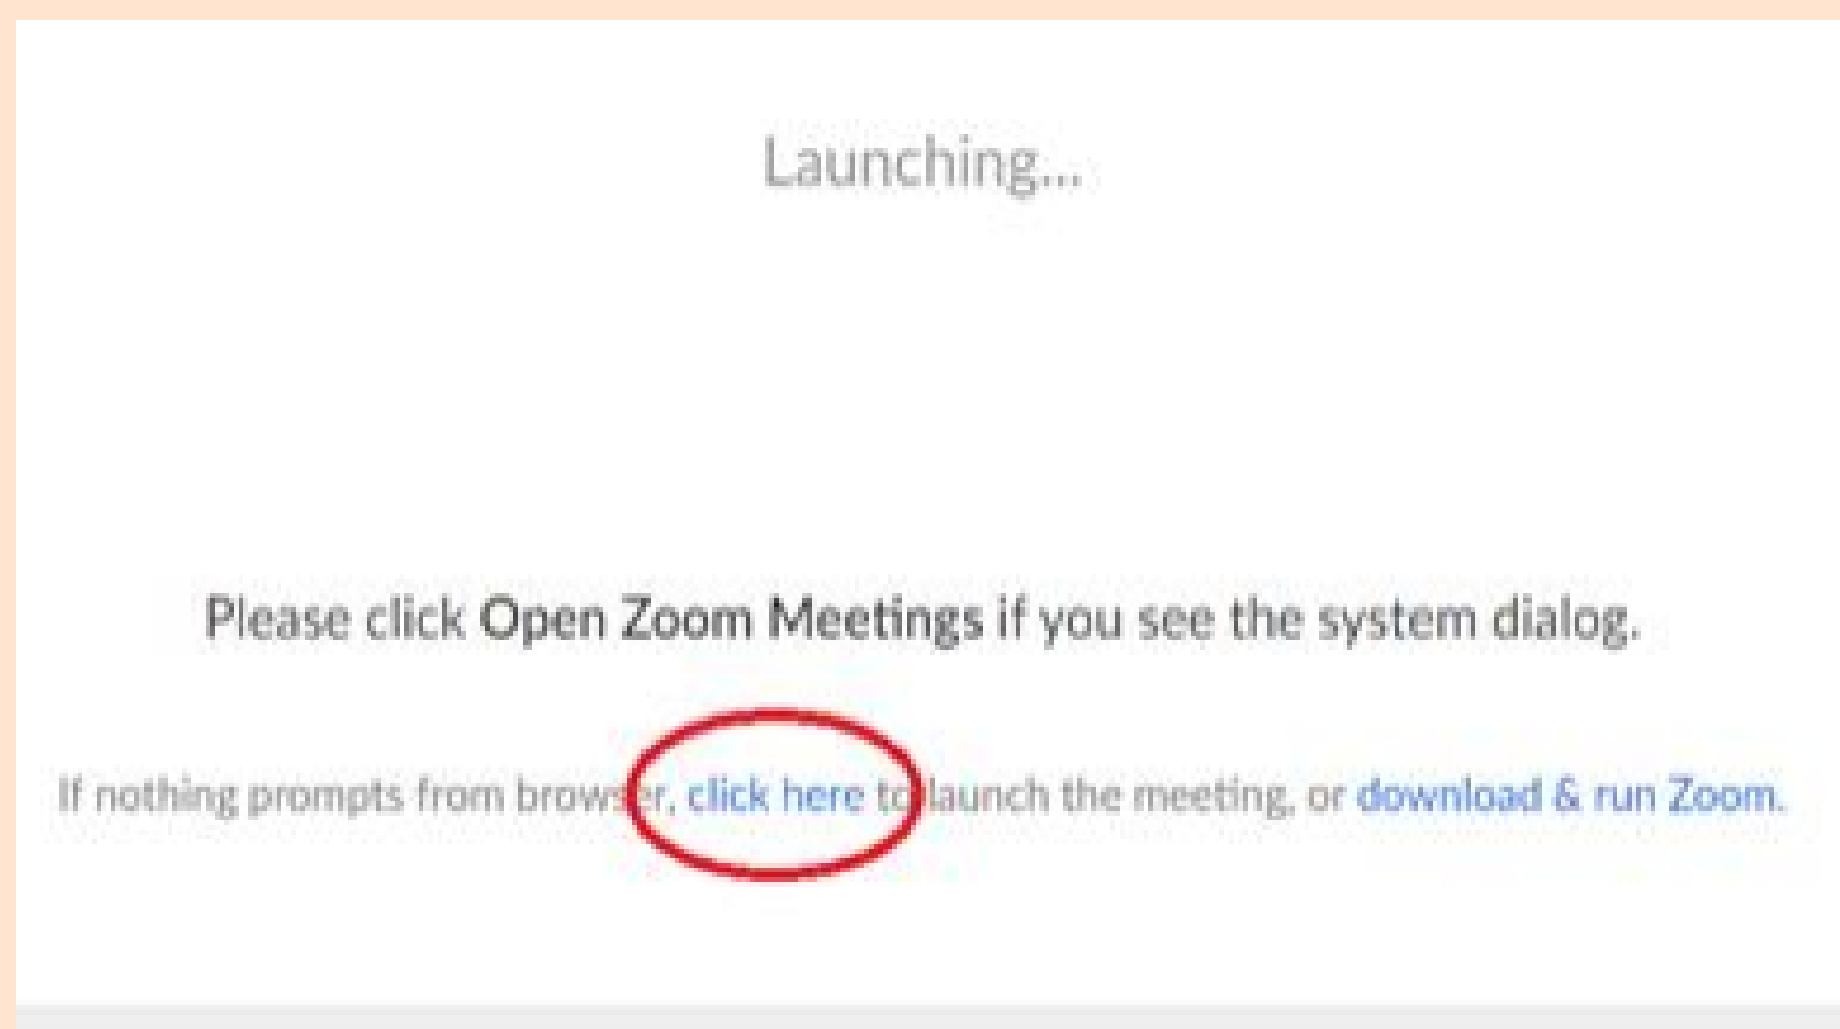 Launching...
Please click Open Zoom Meetings if you see the system dialog.
If nothing prompts from browser, click here to launch the meeting, or download & run Zoom.